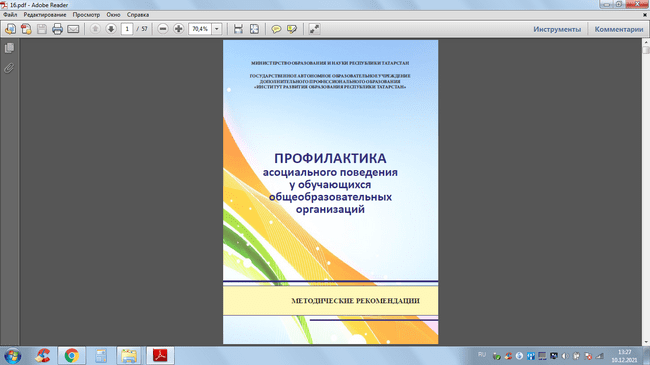 16.pdf - Adobe Reader
Файл Редактирование Просмотр Окно Справка
1 / 57 70,4% Инструменты Комментарии
МИНИСТЕРСТВО ОБРАЗОВАНИЯ И НАУКИ РЕСПУБЛИКИ ТАТАРСТАН
ГОСУДАРСТВЕННОЕ АВТОНОМНОЕ ОБРАЗОВАТЕЛЬНОЕ УЧРЕЖДЕНИЕ
ДОПОЛНИТЕЛЬНОГО ПРОФЕССИОНАЛЬНОГО ОБРАЗОВАНИЯ
«ИНСТИТУТ РАЗВИТИЯ ОБРАЗОВАНИЯ РЕСПУБЛИКИ ТАТАРСТАН»
ПРОФИЛАКТИКА
асоциального поведения
у обучающихся
общеобразовательных
организаций
МЕТОДИЧЕСКИЕ РЕКОМЕНДАЦИИ
RU
13:27
10.12.2021